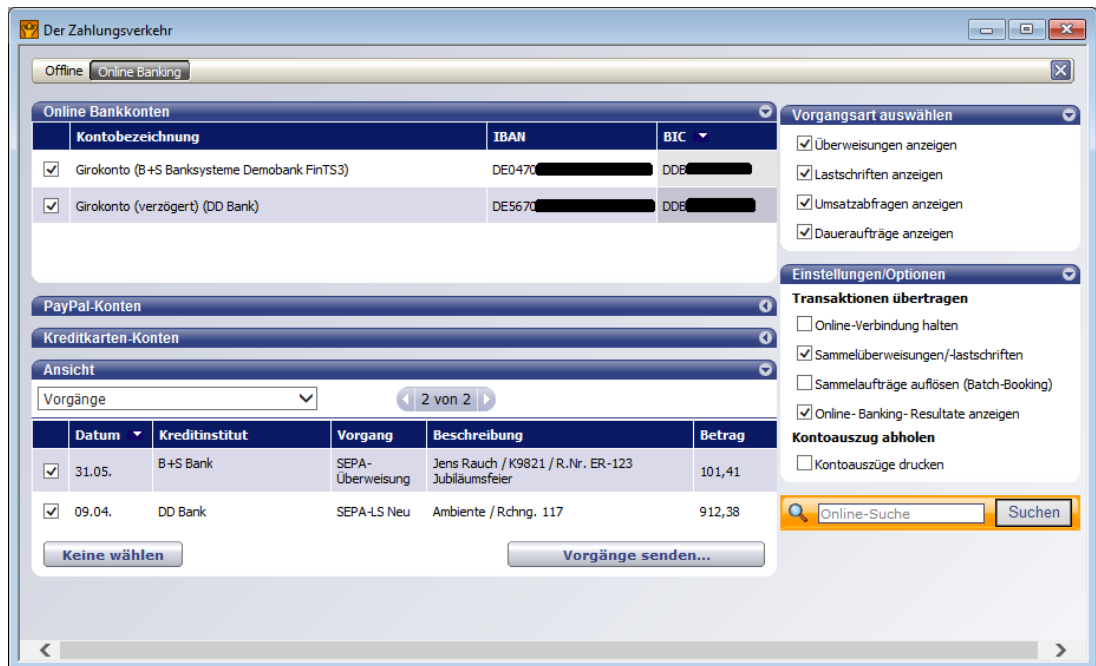 Der Zahlungsverkehr
Offline Online Banking
Online Bankkonten
Kontobezeichnung IBAN BIC
Girokonto (B+S Banksysteme Demobank FinTS3) DE0470 DDB
Girokonto (verzögert) (DD Bank) DE5670 DDB
PayPal-Konten
Kreditkarten-Konten
Ansicht
Vorgänge 2 von 2
Datum Kreditinstitut Vorgang Beschreibung Betrag
31.05. B+S Bank SEPA-Überweisung Jens Rauch / K9821 / R.Nr. ER-123 Jubiläumsfeier 101,41
09.04. DD Bank SEPA-LS Neu Ambiente / Rchng. 117 912,38
Keine wählen Vorgänge senden...
Vorgangsart auswählen
Überweisungen anzeigen
Lastschriften anzeigen
Umsatzabfragen anzeigen
Daueraufträge anzeigen
Einstellungen/Optionen
Transaktionen übertragen
Online-Verbindung halten
Sammelüberweisungen/-lastschriften
Sammelaufträge auflösen (Batch-Booking)
Online-Banking-Resultate anzeigen
Kontoauszug abholen
Kontoauszüge drucken
Online-Suche Suchen